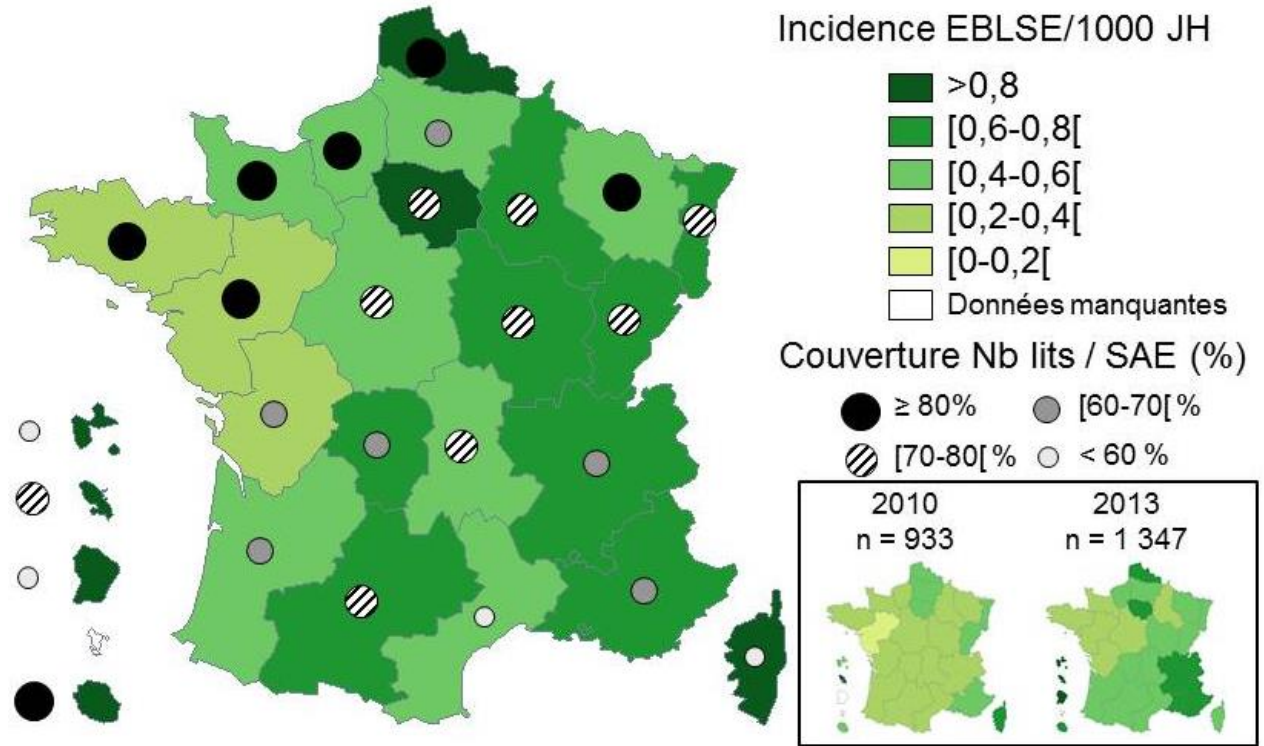 Incidence EBLSE/1000 JH
>0,8
[0,6-0,8[
[0,4-0,6[
[0,2-0,4[
[0-0,2[
Données manquantes
Couverture Nb lits / SAE (%)
≥ 80% [60-70[ %
[70-80[ % < 60 %
2010 2013
n = 933 n = 1 347